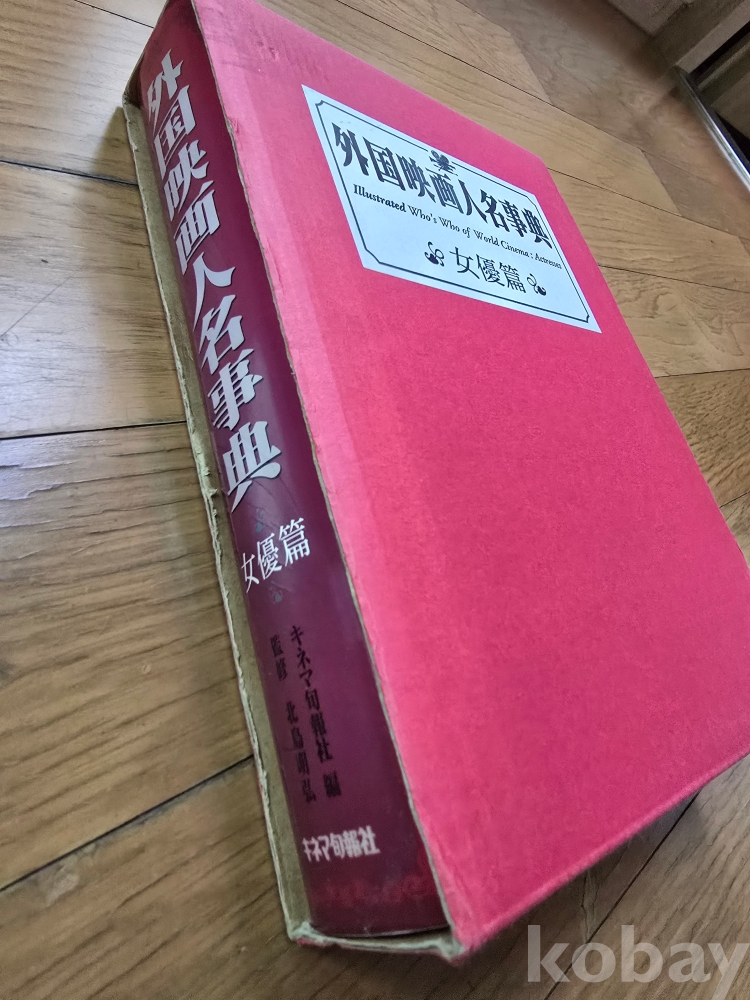 外国映画人名事典
Illustrated Who's Who of World Cinema : Actresses
女優篇
外国映画人名事典
女優篇
キネマ旬報社 編
監修 北島明弘
キネマ旬報社
kobay